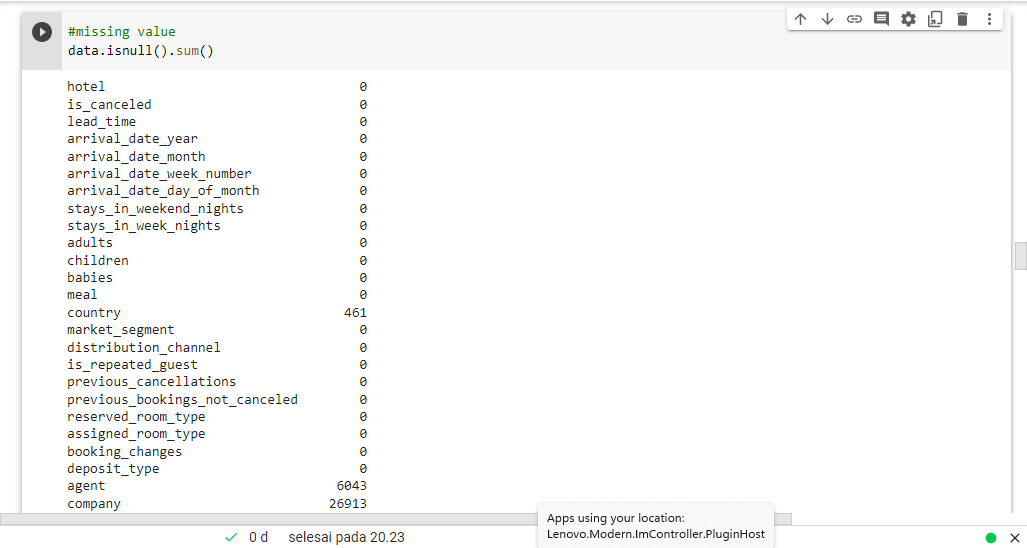 #missing value
data.isnull().sum()
hotel 0
is_canceled 0
lead_time 0
arrival_date_year 0
arrival_date_month 0
arrival_date_week_number 0
arrival_date_day_of_month 0
stays_in_weekend_nights 0
stays_in_week_nights 0
adults 0
children 0
babies 0
meal 0
country 461
market_segment 0
distribution_channel 0
is_repeated_guest 0
previous_cancellations 0
previous_bookings_not_canceled 0
reserved_room_type 0
assigned_room_type 0
booking_changes 0
deposit_type 0
agent 6043
company 26913
Apps using your location:
Lenovo.Modern.ImController.PluginHost
0 d selesai pada 20.23